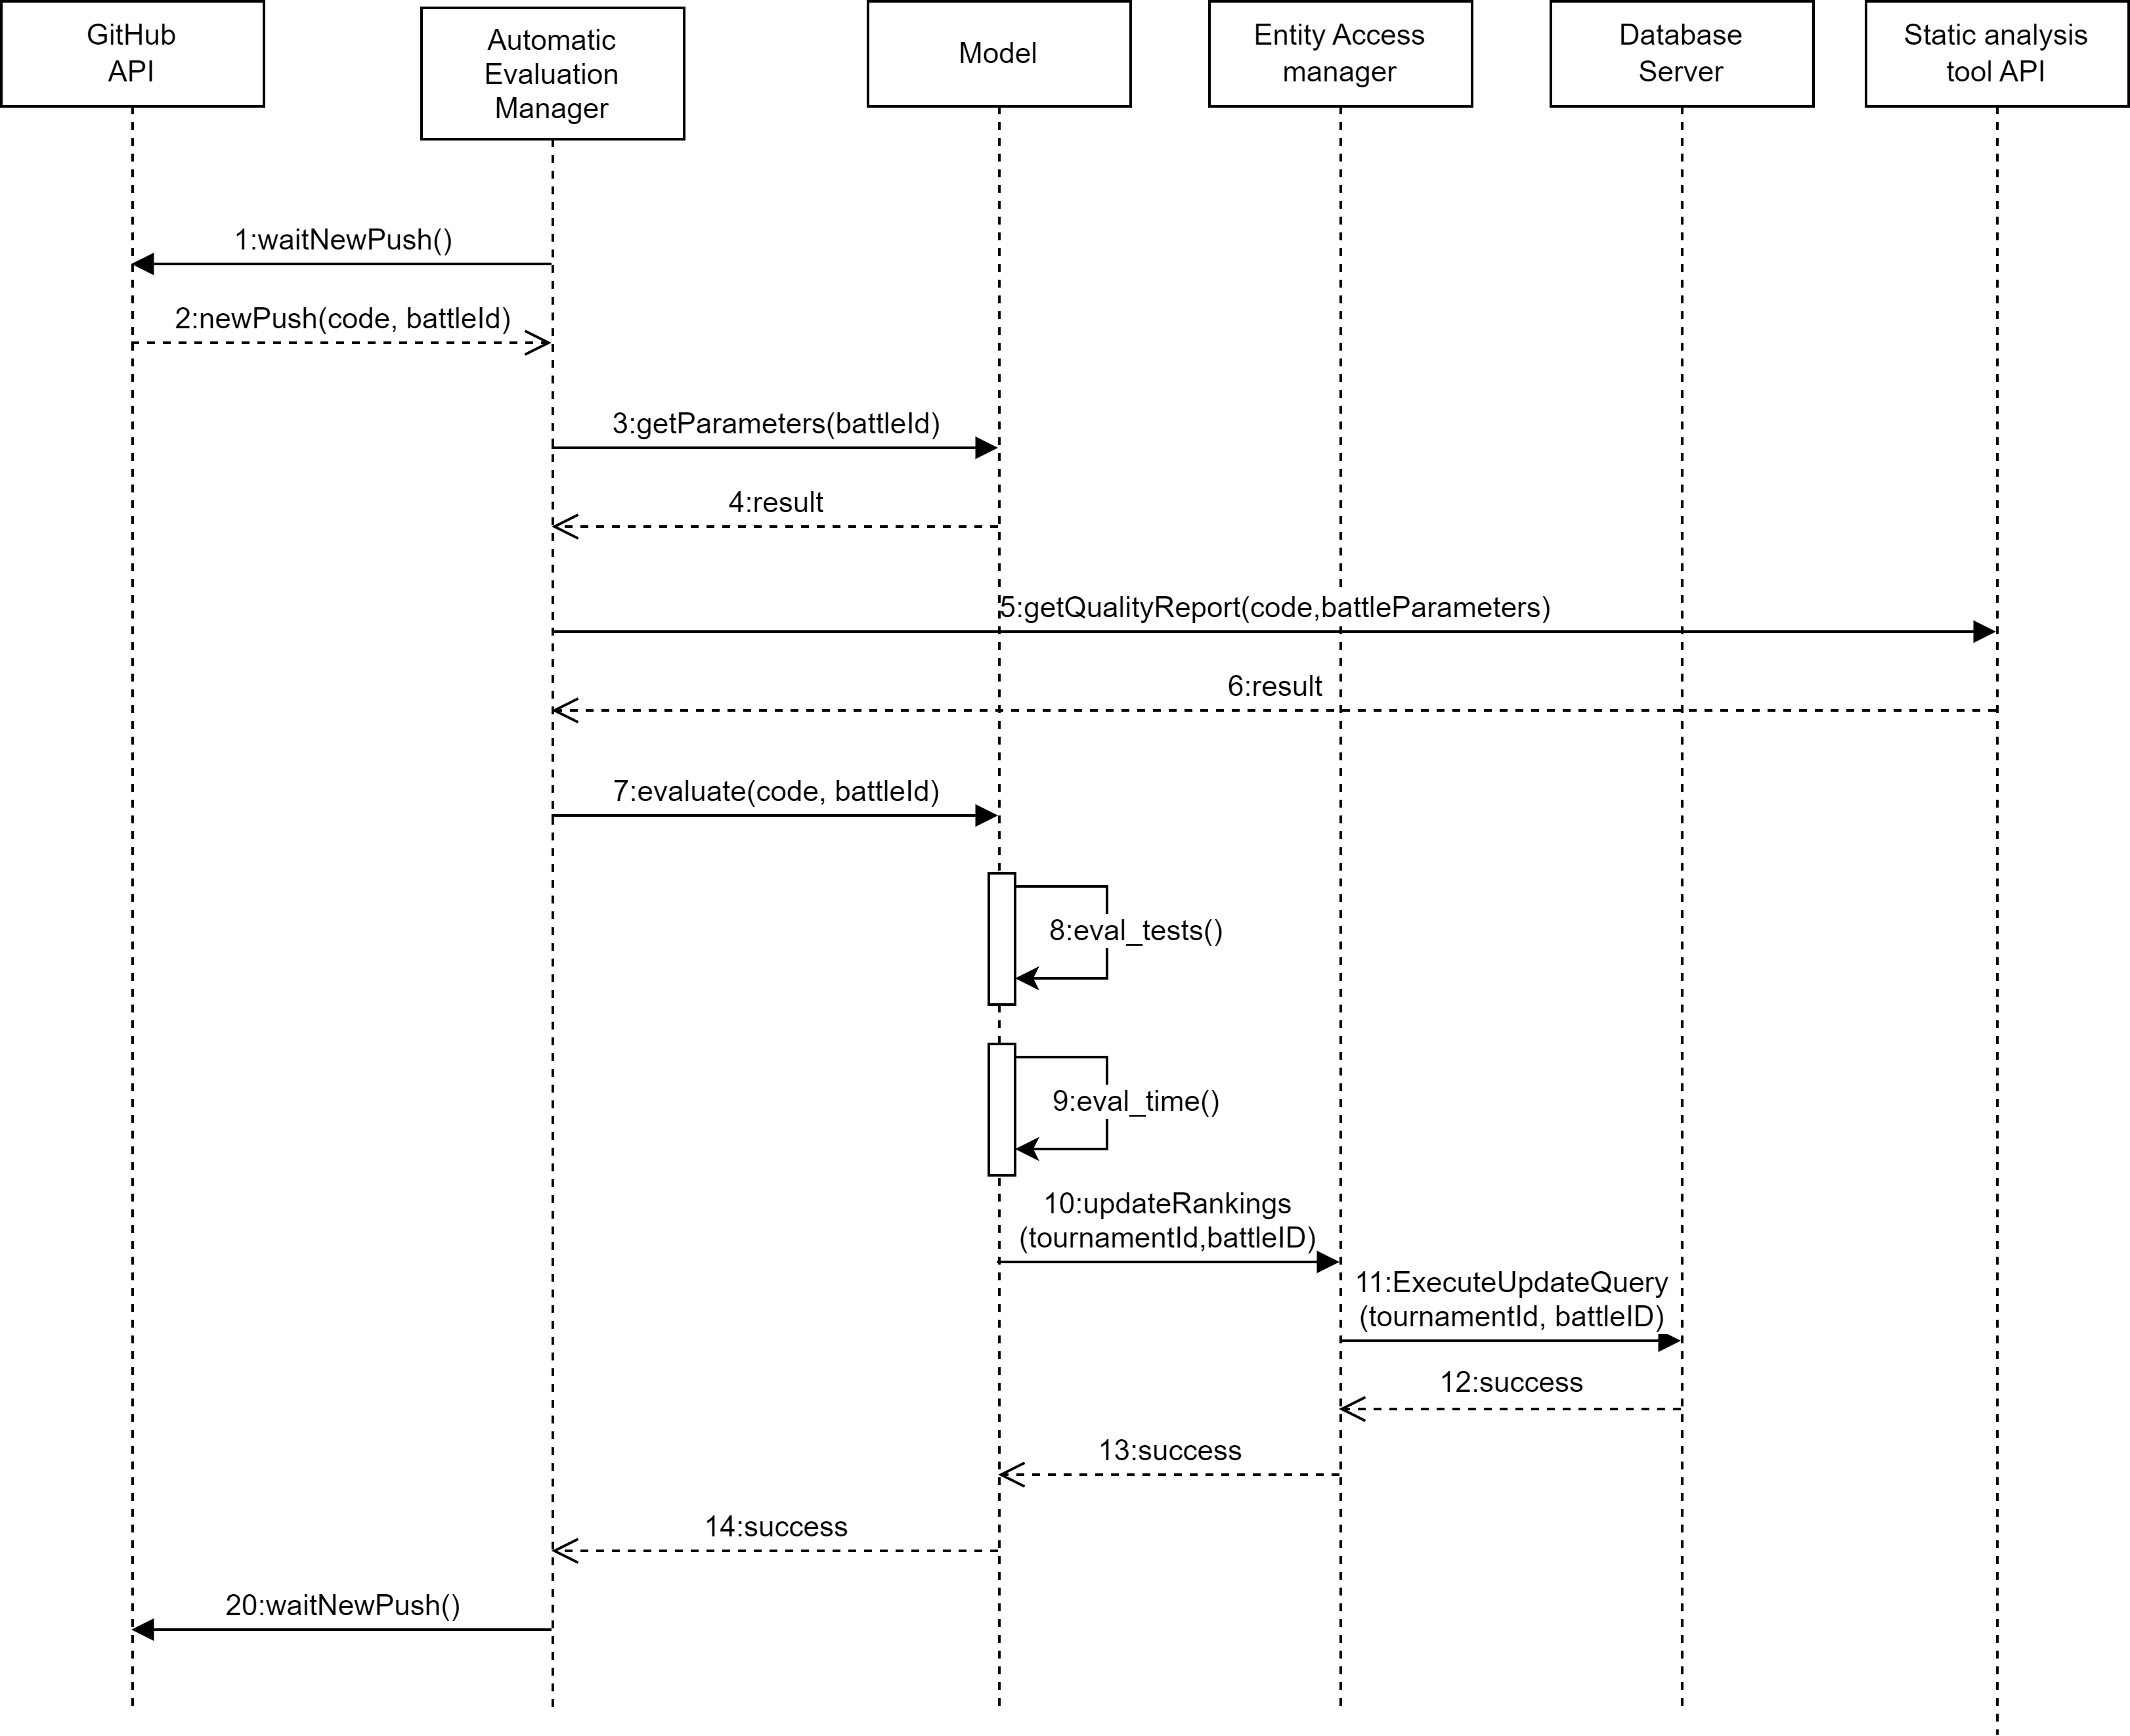 GitHub
API
Automatic
Evaluation
Manager
Model
Entity Access
manager
Database
Server
Static analysis
tool API
1:waitNewPush()
2:newPush(code, battleId)
3:getParameters(battleId)
4:result
5:getQualityReport(code,battleParameters)
6:result
7:evaluate(code, battleId)
8:eval_tests()
9:eval_time()
10:updateRankings
(tournamentId,battleID)
11:ExecuteUpdateQuery
(tournamentId, battleID)
12:success
13:success
14:success
20:waitNewPush()